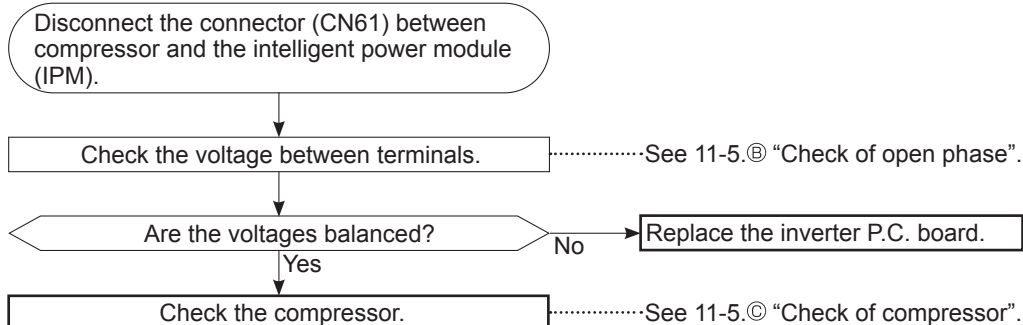 Disconnect the connector (CN61) between
compressor and the intelligent power module
(IPM).
Check the voltage between terminals.
See 11-5.Ⓑ “Check of open phase”.
Are the voltages balanced?
No
Replace the inverter P.C. board.
Yes
Check the compressor.
See 11-5.Ⓒ “Check of compressor”.